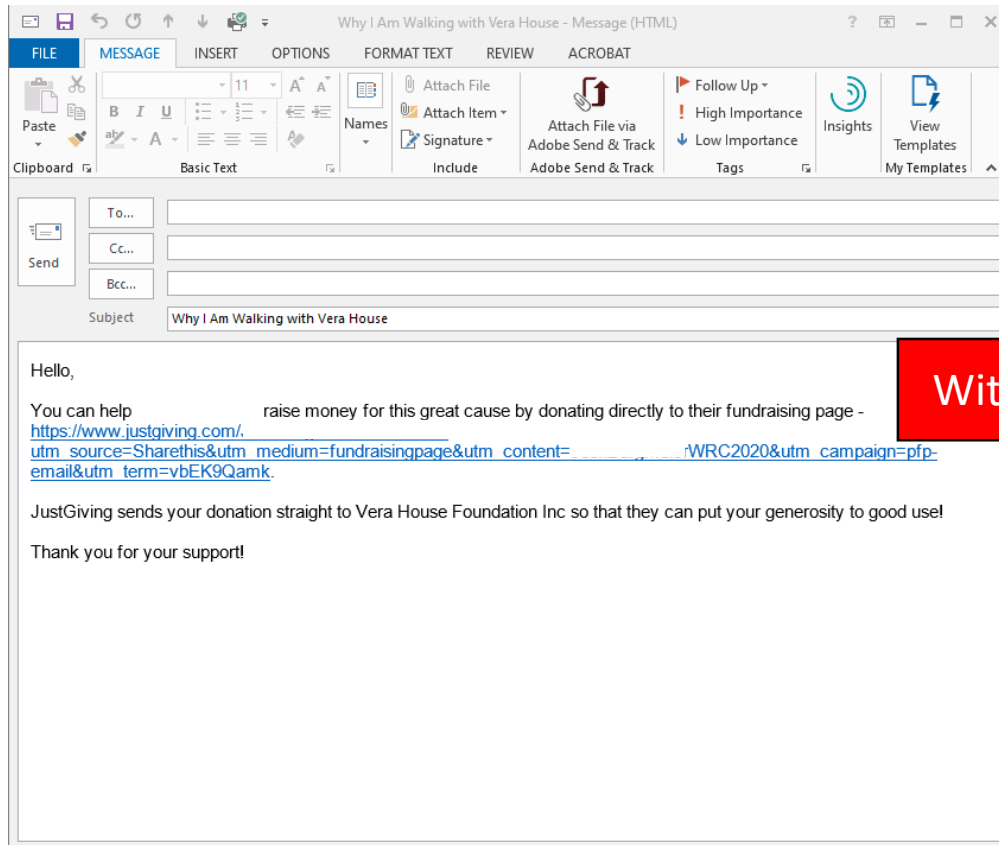 Why I Am Walking with Vera House - Message (HTML)
?
FILE MESSAGE INSERT OPTIONS FORMAT TEXT REVIEW ACROBAT
Paste
Clipboard
11
B I U
Basic Text
Names
Attach File
Attach Item
Signature
Include
Attach File via
Adobe Send & Track
Adobe Send & Track
Follow Up
High Importance
Low Importance
Tags
Insights
View
Templates
My Templates
Send
To...
Cc...
Bcc...
Subject Why I Am Walking with Vera House
Hello,
You can help raise money for this great cause by donating directly to their fundraising page -
https://www.justgiving.com/
utm_source=Sharethis&utm_medium=fundraisingpage&utm_content= WRC2020&utm_campaign=pfp-
email&utm_term=vbEK9Qamk.
JustGiving sends your donation straight to Vera House Foundation Inc so that they can put your generosity to good use!
Thank you for your support!
Wit